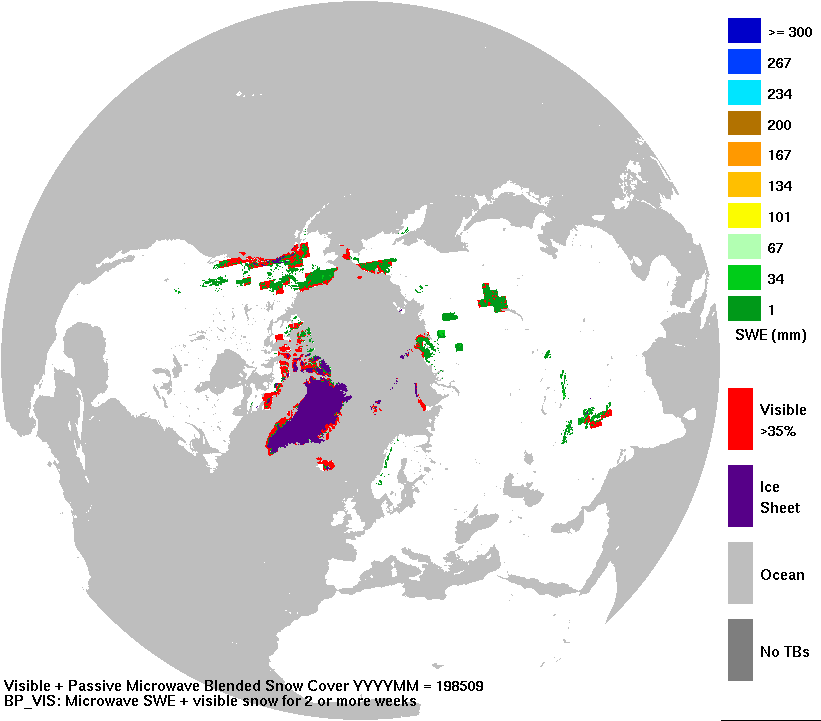 >= 300
267
234
200
167
134
101
67
34
1
SWE (mm)
Visible
>35%
Ice
Sheet
Ocean
No TBs
Visible + Passive Microwave Blended Snow Cover YYYYMM = 198509
BP_VIS: Microwave SWE + visible snow for 2 or more weeks